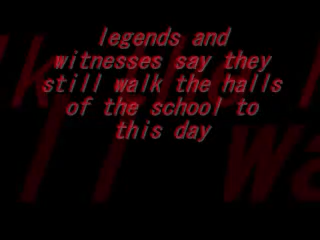 legends and
witnesses say they
still walk the halls
of the school to
this day